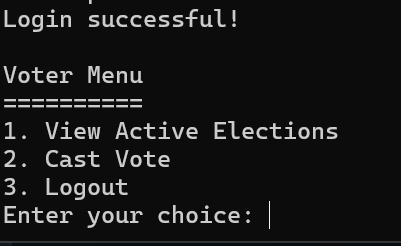 Login successful!
Voter Menu
==========
1. View Active Elections
2. Cast Vote
3. Logout
Enter your choice: